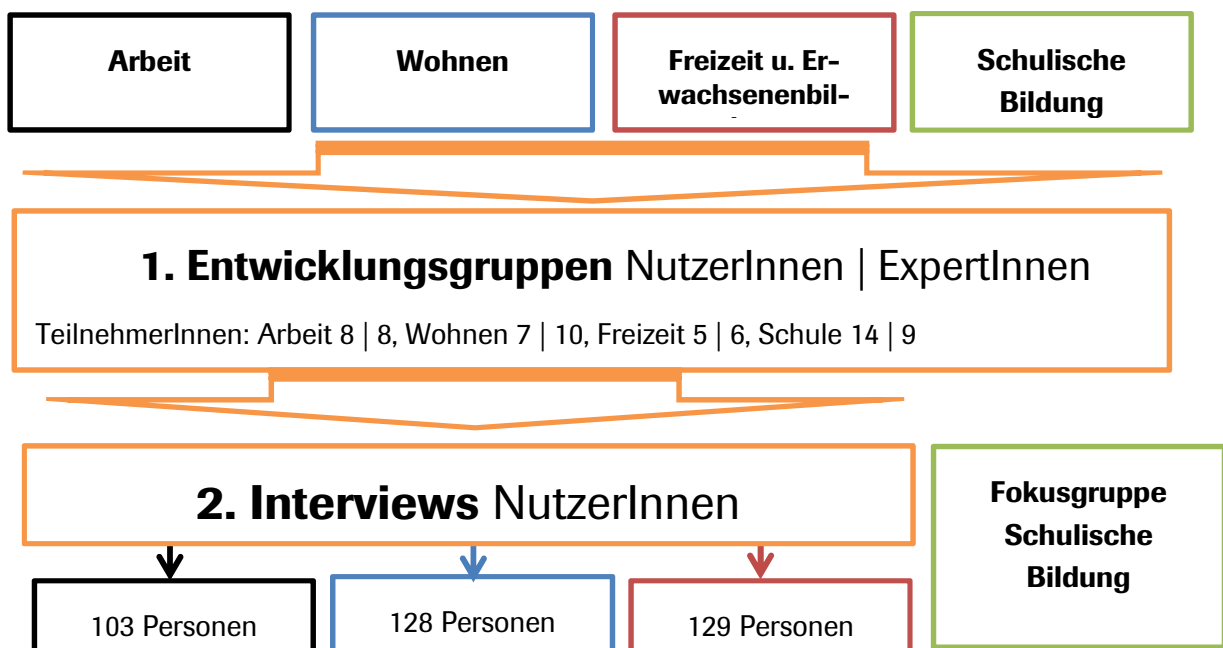 Arbeit
Wohnen
Freizeit u. Er-
wachsenenbil-
Schulische
Bildung
1. Entwicklungsgruppen NutzerInnen | ExpertInnen
TeilnehmerInnen: Arbeit 8 | 8, Wohnen 7 | 10, Freizeit 5 | 6, Schule 14 | 9
2. Interviews NutzerInnen
Fokusgruppe
Schulische
Bildung
103 Personen
128 Personen
129 Personen